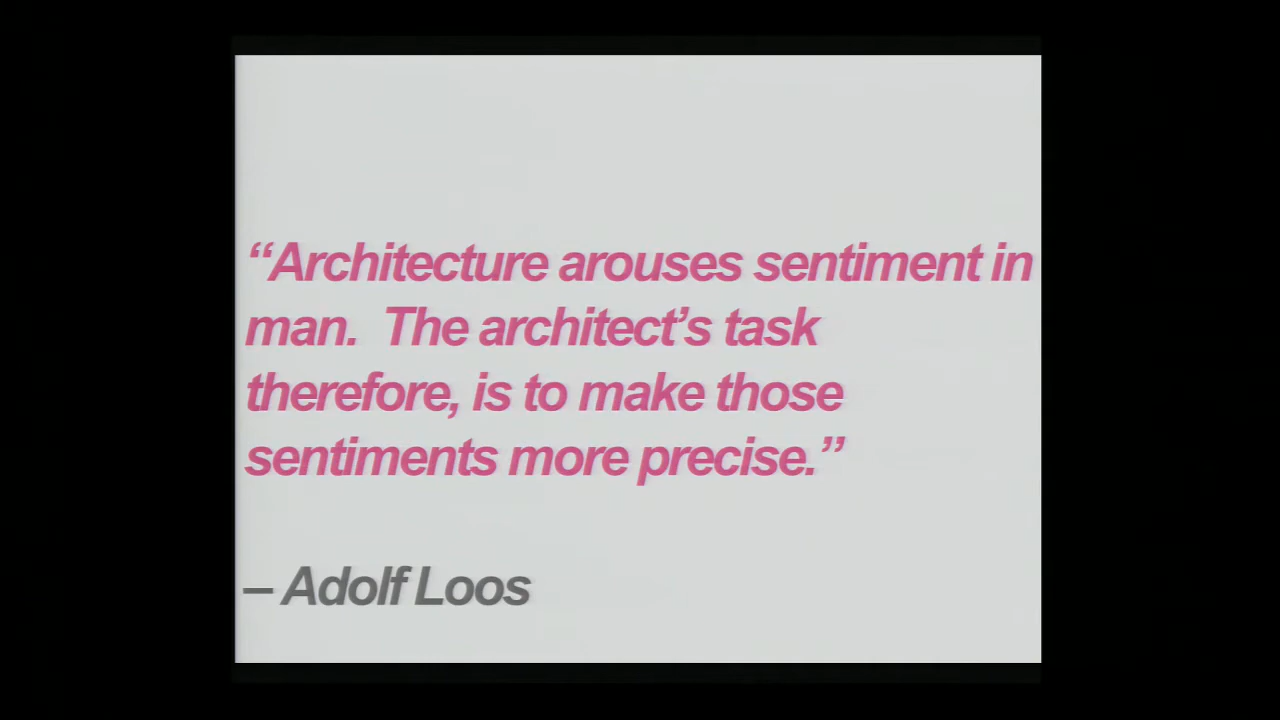 “Architecture arouses sentiment in
man.  The architect’s task
therefore, is to make those
sentiments more precise.”
– Adolf Loos